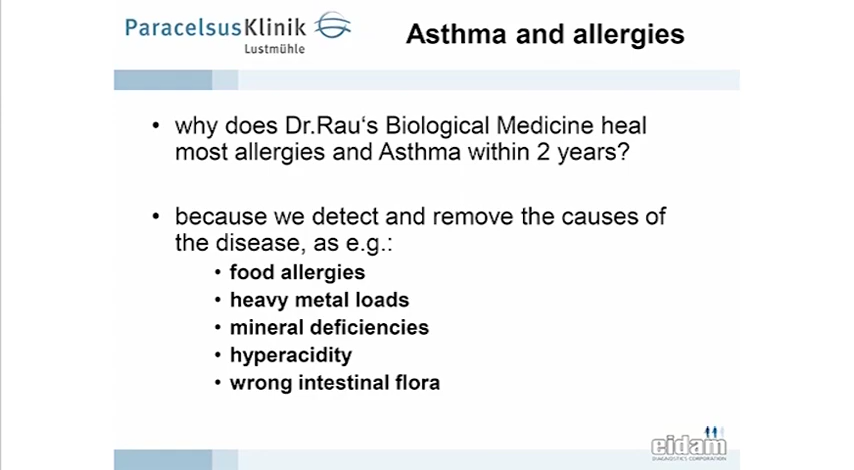 ParacelsusKlinik
Lustmühle
Asthma and allergies
• why does Dr.Rau's Biological Medicine heal
most allergies and Asthma within 2 years?
• because we detect and remove the causes of
the disease, as e.g.:
• food allergies
• heavy metal loads
• mineral deficiencies
• hyperacidity
• wrong intestinal flora
eidam
DIAGNOSTICS CORPORATION